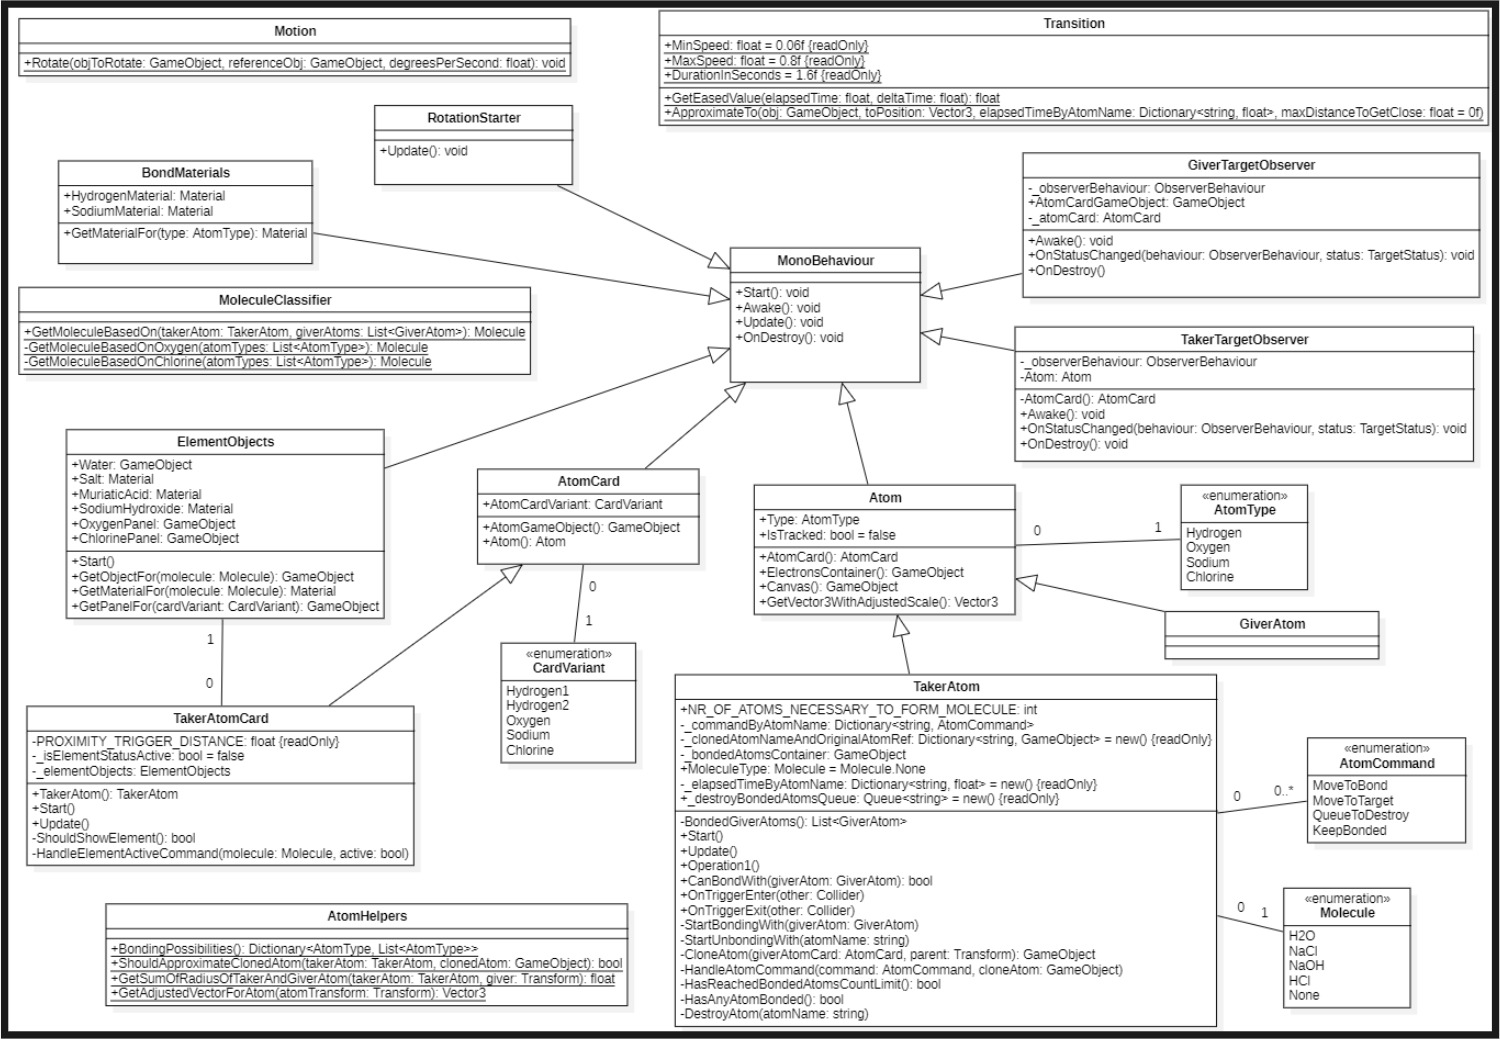 Motion
+Rotate(objToRotate: GameObject, referenceObj: GameObject, degreesPerSecond: float): void
Transition
+MinSpeed: float = 0.06f {readOnly}
+MaxSpeed: float = 0.8f {readOnly}
+DurationInSeconds = 1.6f {readOnly}
+GetEasedValue(elapsedTime: float, deltaTime: float): float
+ApproximateTo(obj: GameObject, toPosition: Vector3, elapsedTimeByAtomName: Dictionary<string, float>, maxDistanceToGetClose: float = 0f)
RotationStarter
+Update(): void
BondMaterials
+HydrogenMaterial: Material
+SodiumMaterial: Material
+GetMaterialFor(type: AtomType): Material
GiverTargetObserver
-_observerBehaviour: ObserverBehaviour
+AtomCardGameObject: GameObject
-_atomCard: AtomCard
+Awake(): void
+OnStatusChanged(behaviour: ObserverBehaviour, status: TargetStatus): void
+OnDestroy()
MonoBehaviour
+Start(): void
+Awake(): void
+Update(): void
+OnDestroy(): void
MoleculeClassifier
+GetMoleculeBasedOn(takerAtom: TakerAtom, giverAtoms: List<GiverAtom>): Molecule
-GetMoleculeBasedOnOxygen(atomTypes: List<AtomType>): Molecule
-GetMoleculeBasedOnChlorine(atomTypes: List<AtomType>): Molecule
TakerTargetObserver
-_observerBehaviour: ObserverBehaviour
-Atom: Atom
-AtomCard(): AtomCard
+Awake(): void
+OnStatusChanged(behaviour: ObserverBehaviour, status: TargetStatus): void
+OnDestroy(): void
ElementObjects
+Water: GameObject
+Salt: Material
+MuriaticAcid: Material
+SodiumHydroxide: Material
+OxygenPanel: GameObject
+ChlorinePanel: GameObject
+Start()
+GetObjectFor(molecule: Molecule): GameObject
+GetMaterialFor(molecule: Molecule): Material
+GetPanelFor(cardVariant: CardVariant): GameObject
1
0
AtomCard
+AtomCardVariant: CardVariant
+AtomGameObject(): GameObject
+Atom(): Atom
0
1
Atom
+Type: AtomType
+IsTracked: bool = false
+AtomCard(): AtomCard
+ElectronsContainer(): GameObject
+Canvas(): GameObject
+GetVector3WithAdjustedScale(): Vector3
0
1
«enumeration»
AtomType
Hydrogen
Oxygen
Sodium
Chlorine
GiverAtom
«enumeration»
CardVariant
Hydrogen1
Hydrogen2
Oxygen
Sodium
Chlorine
TakerAtomCard
-PROXIMITY_TRIGGER_DISTANCE: float {readOnly}
-_isElementStatusActive: bool = false
-_elementObjects: ElementObjects
+TakerAtom(): TakerAtom
+Start()
+Update()
-ShouldShowElement(): bool
-HandleElementActiveCommand(molecule: Molecule, active: bool)
TakerAtom
+NR_OF_ATOMS_NECESSARY_TO_FORM_MOLECULE: int
-_commandByAtomName: Dictionary<string, AtomCommand>
-_clonedAtomNameAndOriginalAtomRef: Dictionary<string, GameObject> = new() {readOnly}
-_bondedAtomsContainer: GameObject
+MoleculeType: Molecule = Molecule.None
-_elapsedTimeByAtomName: Dictionary<string, float> = new() {readOnly}
+_destroyBondedAtomsQueue: Queue<string> = new() {readOnly}
-BondedGiverAtoms(): List<GiverAtom>
+Start()
+Update()
+Operation1()
+CanBondWith(giverAtom: GiverAtom): bool
+OnTriggerEnter(other: Collider)
+OnTriggerExit(other: Collider)
-StartBondingWith(giverAtom: GiverAtom)
-StartUnbondingWith(atomName: string)
-CloneAtom(giverAtomCard: AtomCard, parent: Transform): GameObject
-HandleAtomCommand(command: AtomCommand, cloneAtom: GameObject)
-HasReachedBondedAtomsCountLimit(): bool
-HasAnyAtomBonded(): bool
-DestroyAtom(atomName: string)
0
0..*
«enumeration»
AtomCommand
MoveToBond
MoveToTarget
QueueToDestroy
KeepBonded
0
1
«enumeration»
Molecule
H2O
NaCl
NaOH
HCl
None
AtomHelpers
+BondingPossibilities(): Dictionary<AtomType, List<AtomType>>
+ShouldApproximateClonedAtom(takerAtom: TakerAtom, clonedAtom: GameObject): bool
+GetSumOfRadiusOfTakerAndGiverAtom(takerAtom: TakerAtom, giver: Transform): float
+GetAdjustedVectorForAtom(atomTransform: Transform): Vector3